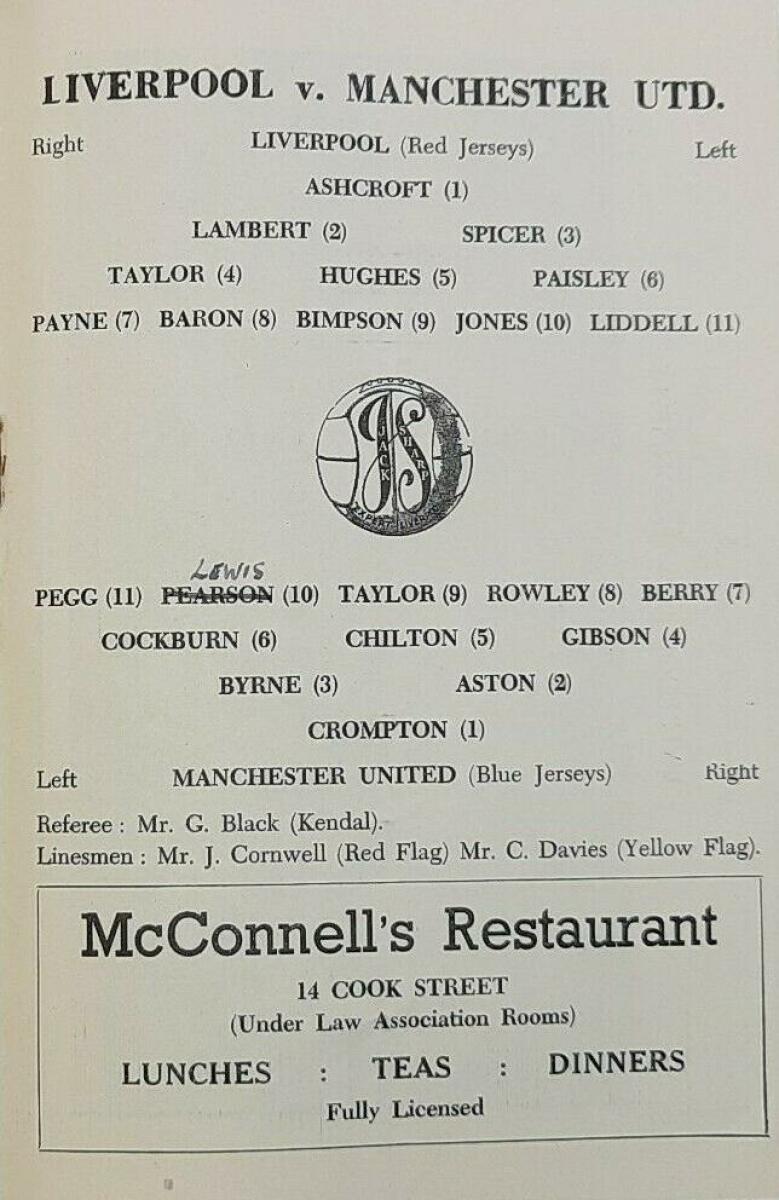 LIVERPOOL v. MANCHESTER UTD.
Right LIVERPOOL (Red Jerseys) Left
ASHCROFT (1)
LAMBERT (2) SPICER (3)
TAYLOR (4) HUGHES (5) PAISLEY (6)
PAYNE (7) BARON (8) BIMPSON (9) JONES (10) LIDDELL (11)
JS
JACK SHARP
EXPERT
LEWIS
PEGG (11) PEARSON (10) TAYLOR (9) ROWLEY (8) BERRY (7)
COCKBURN (6) CHILTON (5) GIBSON (4)
BYRNE (3) ASTON (2)
CROMPTON (1)
Left MANCHESTER UNITED (Blue Jerseys) Right
Referee : Mr. G. Black (Kendal).
Linesmen : Mr. J. Cornwell (Red Flag) Mr. C. Davies (Yellow Flag).
McConnell's Restaurant
14 COOK STREET
(Under Law Association Rooms)
LUNCHES : TEAS : DINNERS
Fully Licensed